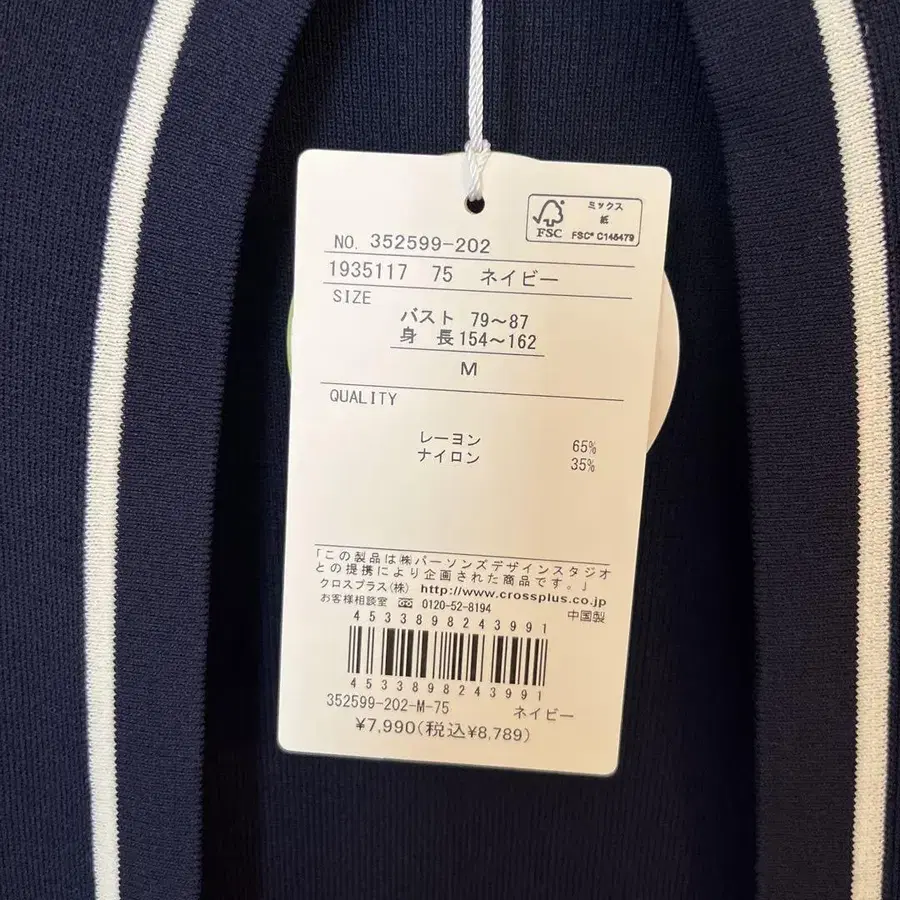 ミックス
紙
FSC
FSC® C145479
NO. 352599-202
1935117 75 ネイビー
SIZE
バスト 79～87
身 長 154～162
M
QUALITY
レーヨン 65%
ナイロン 35%
「この製品は㈱パーソンズデザインスタジオ
との提携により企画された商品です。」
クロスプラス(株) http://www.crossplus.co.jp
お客様相談室 0120-52-8194 中国製
4533898243991
4533898243991
352599-202-M-75 ネイビー
¥7,990(税込¥8,789)